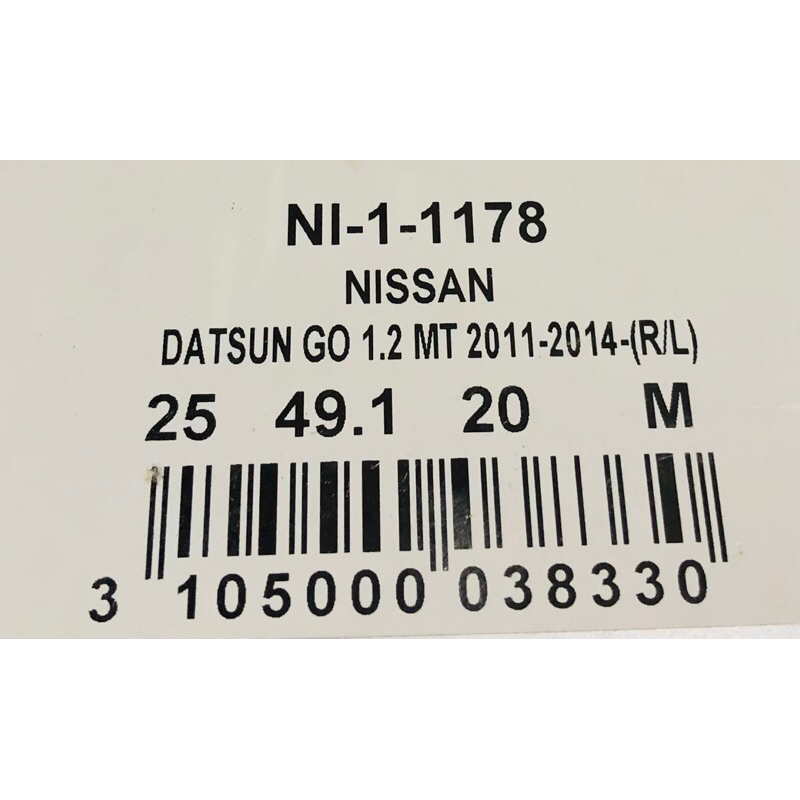 NI-1-1178
NISSAN
DATSUN GO 1.2 MT 2011-2014-(R/L)
25 49.1 20 M
3 105000 038330